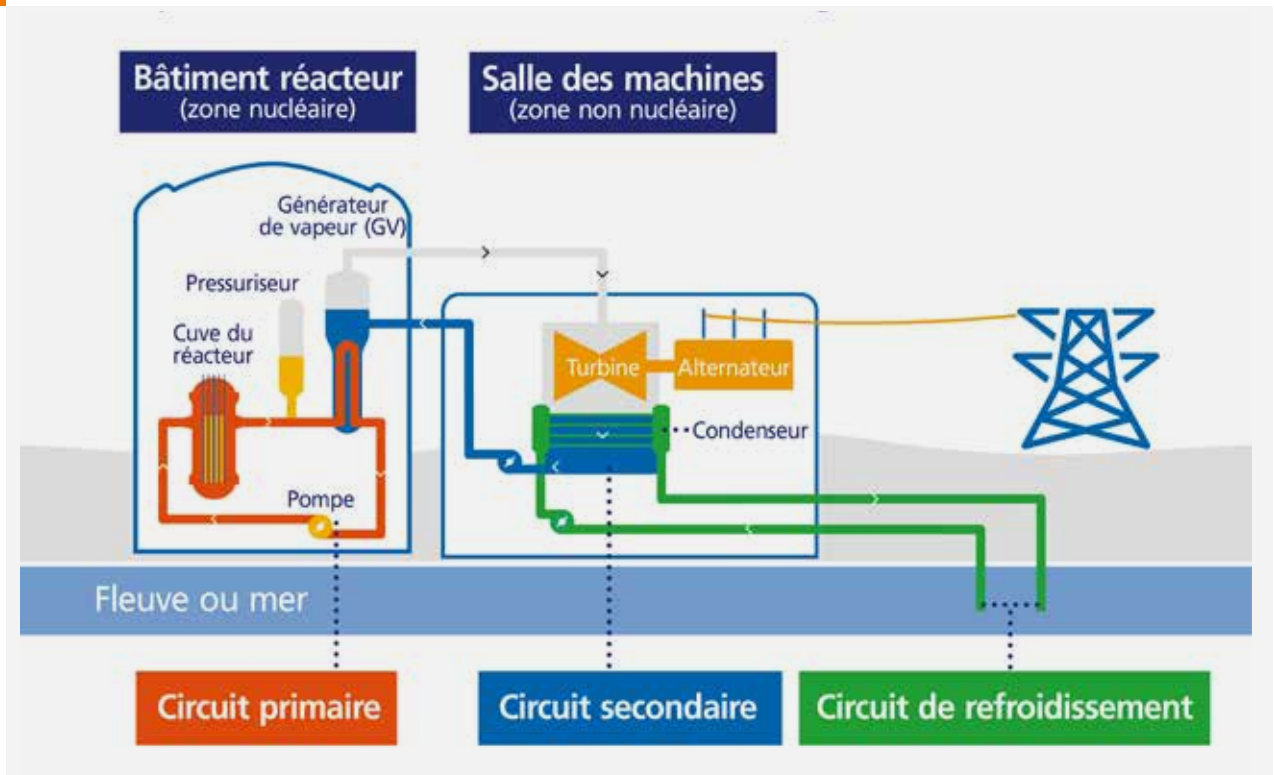 Bâtiment réacteur
(zone nucléaire)
Salle des machines
(zone non nucléaire)
Générateur
de vapeur (GV)
Pressuriseur
Cuve du
réacteur
Turbine
Alternateur
Condenseur
Pompe
Fleuve ou mer
Circuit primaire
Circuit secondaire
Circuit de refroidissement